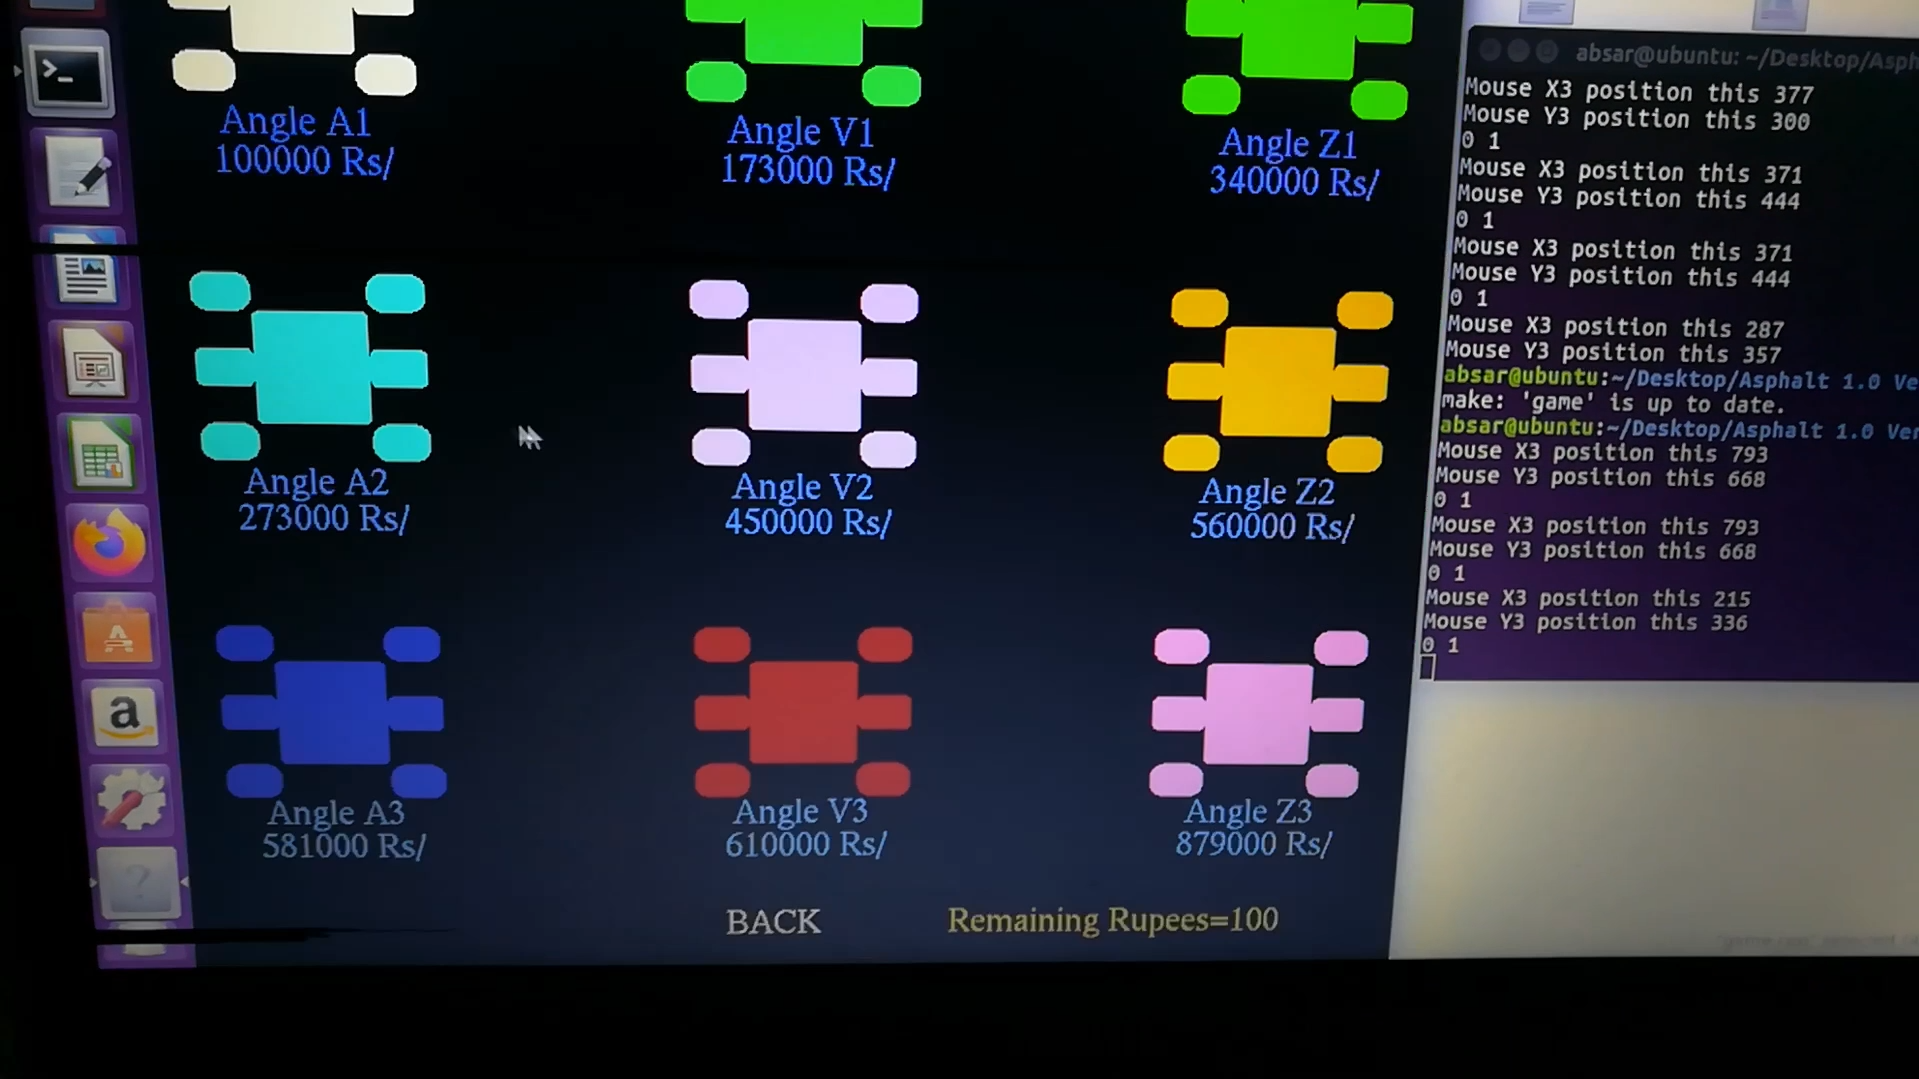 Angle A1
100000 Rs/
Angle V1
173000 Rs/
Angle Z1
340000 Rs/
Angle A2
273000 Rs/
Angle V2
450000 Rs/
Angle Z2
560000 Rs/
Angle A3
581000 Rs/
Angle V3
610000 Rs/
Angle Z3
879000 Rs/
BACK
Remaining Rupees=100
absar@ubuntu: ~/Desktop/Asph
Mouse X3 position this 377
Mouse Y3 position this 300
0 1
Mouse X3 position this 371
Mouse Y3 position this 444
0 1
Mouse X3 position this 371
Mouse Y3 position this 444
0 1
Mouse X3 position this 287
Mouse Y3 position this 357
absar@ubuntu:~/Desktop/Asphalt 1.0 Ve
make: 'game' is up to date.
absar@ubuntu:~/Desktop/Asphalt 1.0 Ver
Mouse X3 position this 793
Mouse Y3 position this 668
0 1
Mouse X3 position this 793
Mouse Y3 position this 668
0 1
Mouse X3 position this 215
Mouse Y3 position this 336
0 1